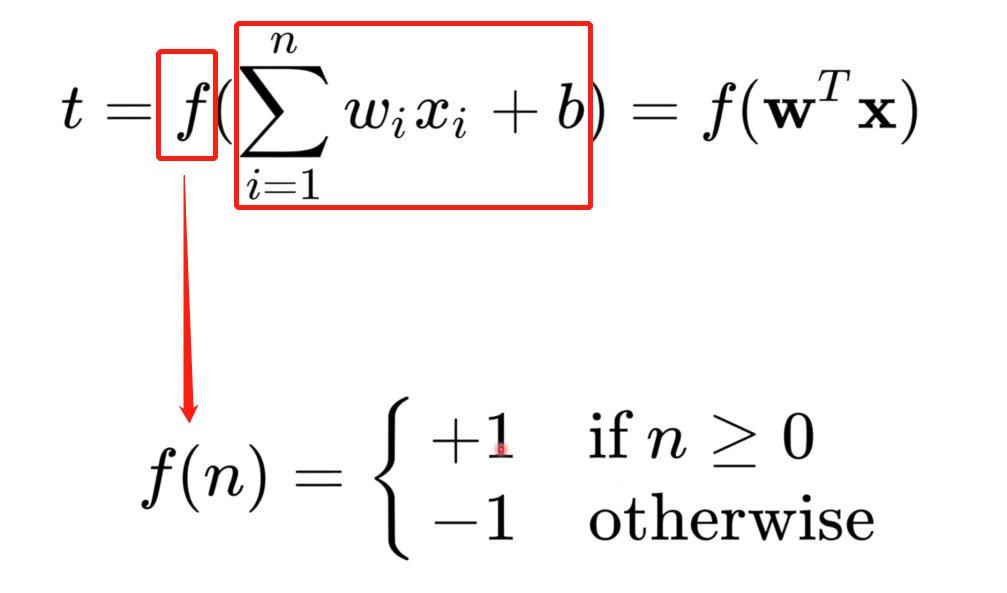 t = f(∑_{i=1}^{n} w_i x_i + b) = f(𝐰^T 𝐱)
f(n) = { +1 if n ≥ 0
−1 otherwise